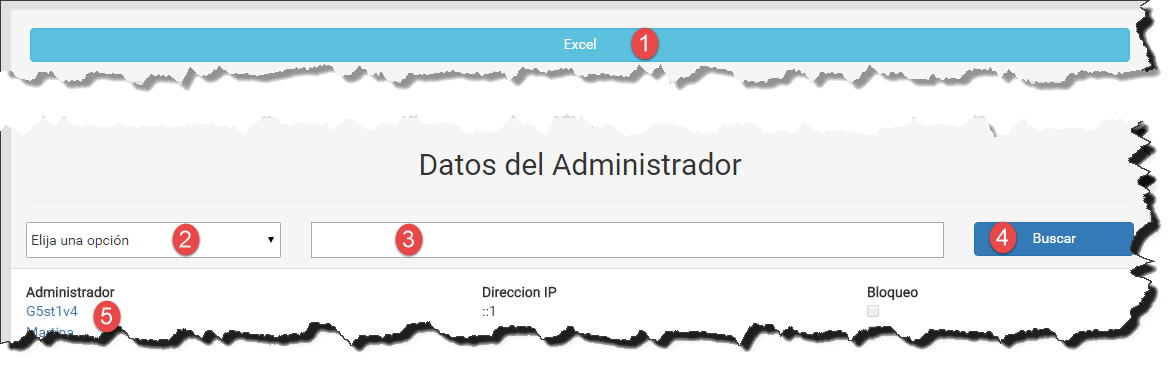 Excel 1
Datos del Administrador
Elija una opción 2 3 4 Buscar
Administrador Direccion IP Bloqueo
G5st1v4 5 ::1
Martina